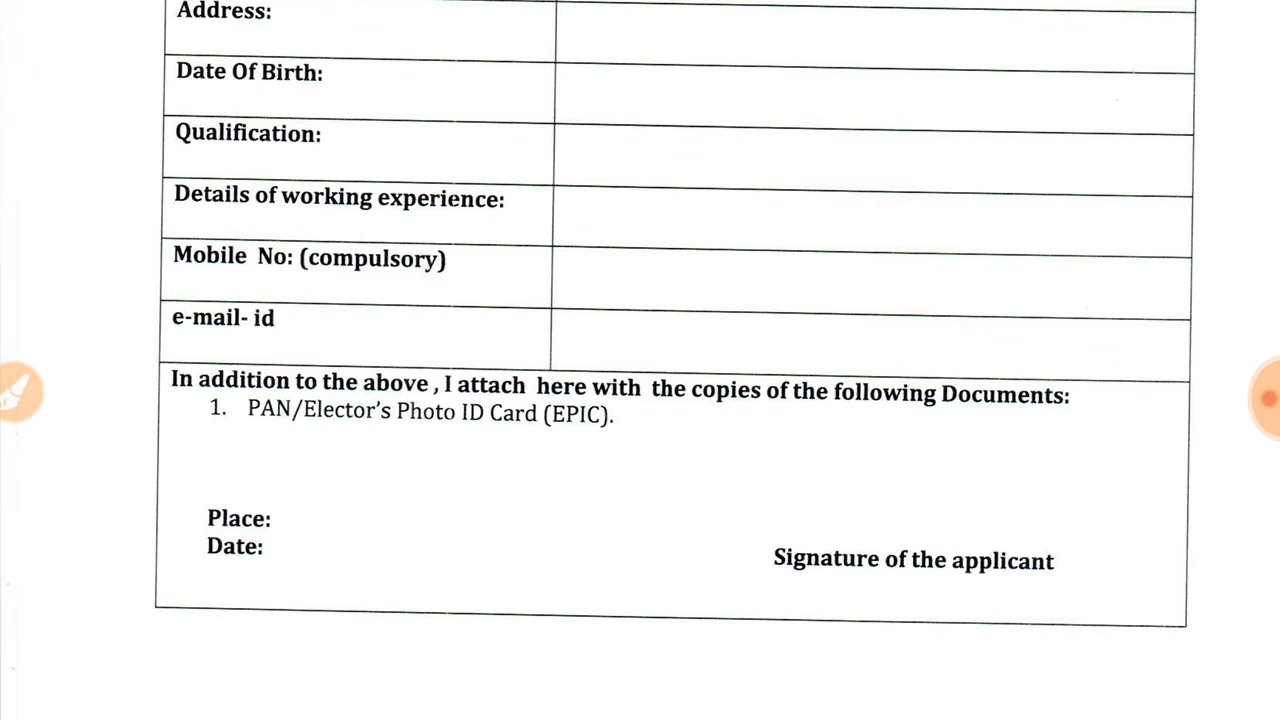 Address:
Date Of Birth:
Qualification:
Details of working experience:
Mobile No: (compulsory)
e-mail- id
In addition to the above , I attach here with the copies of the following Documents:
1. PAN/Elector's Photo ID Card (EPIC).
Place:
Date:
Signature of the applicant